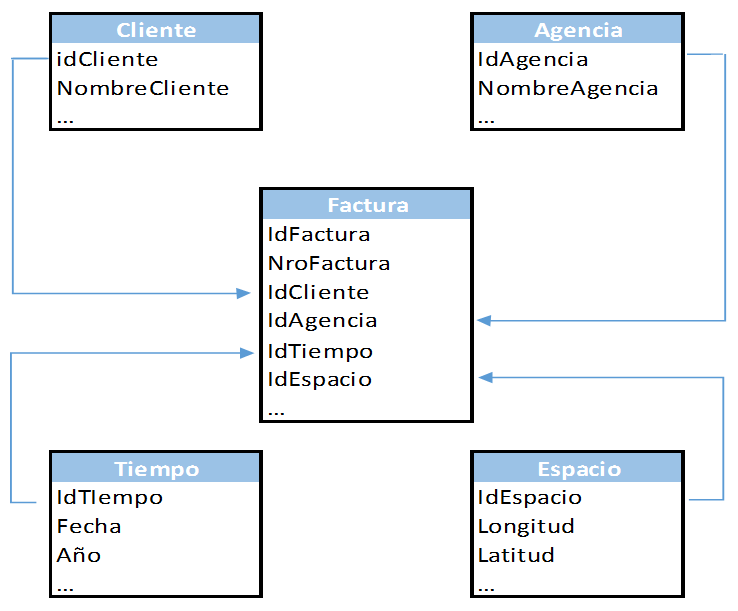 Cliente
idCliente
NombreCliente
...
Agencia
IdAgencia
NombreAgencia
...
Factura
IdFactura
NroFactura
IdCliente
IdAgencia
IdTiempo
IdEspacio
...
Tiempo
IdTIempo
Fecha
Año
...
Espacio
IdEspacio
Longitud
Latitud
...